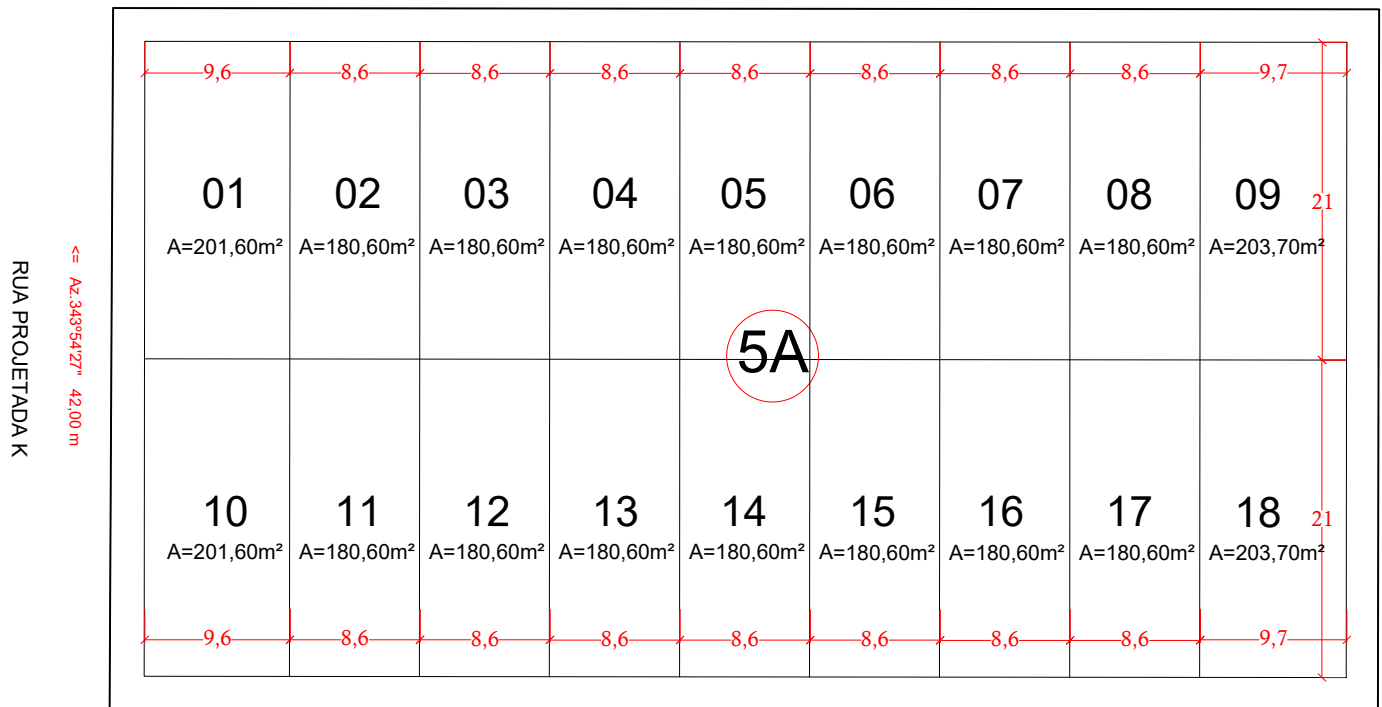 9,6 8,6 8,6 8,6 8,6 8,6 8,6 8,6 9,7
01 02 03 04 05 06 07 08 09
21
A=201,60m² A=180,60m² A=180,60m² A=180,60m² A=180,60m² A=180,60m² A=180,60m² A=180,60m² A=203,70m²
RUA PROJETADA K
<= Az.343°54'27" 42,00 m
5A
10 11 12 13 14 15 16 17 18
21
A=201,60m² A=180,60m² A=180,60m² A=180,60m² A=180,60m² A=180,60m² A=180,60m² A=180,60m² A=203,70m²
9,6 8,6 8,6 8,6 8,6 8,6 8,6 8,6 9,7